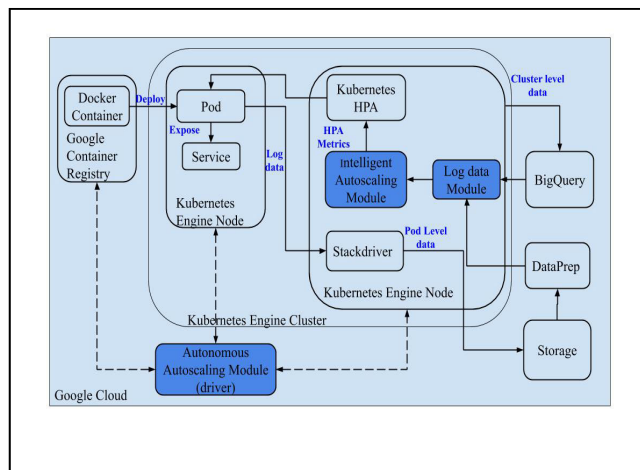 Docker
Container
Google
Container
Registry
Deploy
Pod
Expose
Service
Kubernetes
Engine Node
Log
data
Kubernetes
HPA
HPA
Metrics
Intelligent
Autoscaling
Module
Log data
Module
Stackdriver
Pod Level
data
Kubernetes Engine Node
Kubernetes Engine Cluster
Cluster level
data
BigQuery
DataPrep
Storage
Autonomous
Autoscaling Module
(driver)
Google Cloud